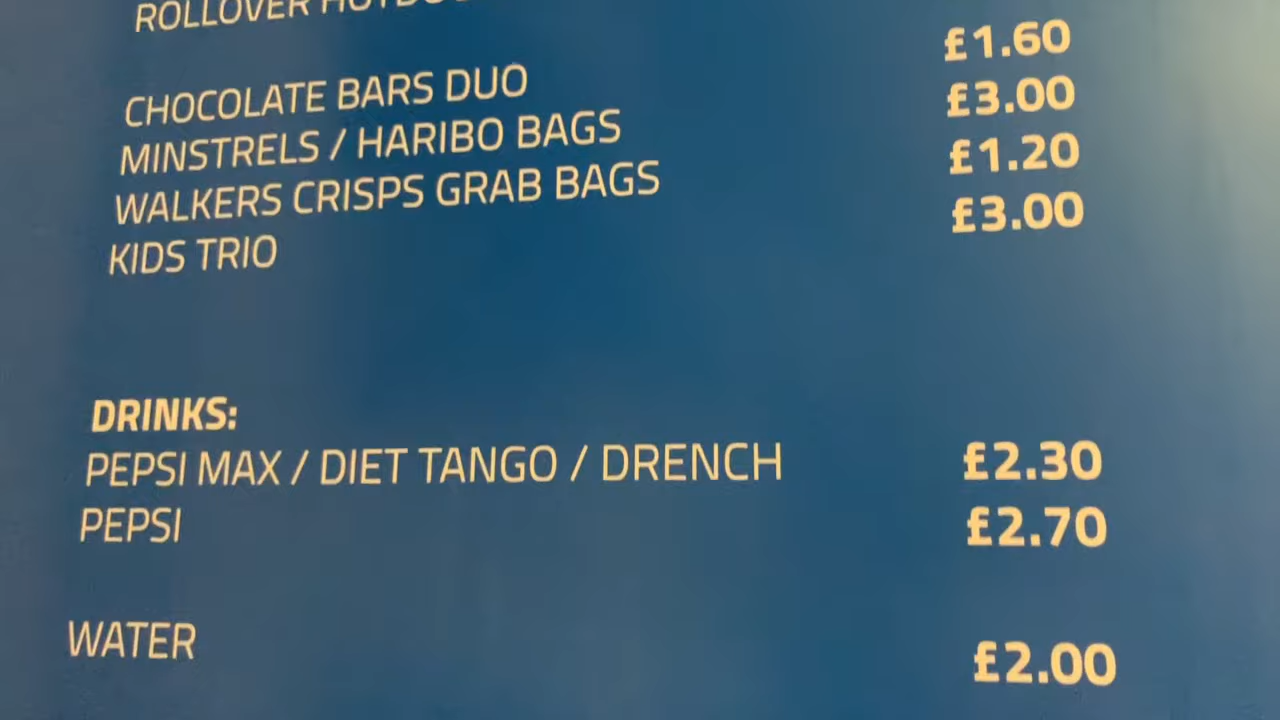 ROLLOVER
CHOCOLATE BARS DUO £1.60
MINSTRELS / HARIBO BAGS £3.00
WALKERS CRISPS GRAB BAGS £1.20
KIDS TRIO £3.00
DRINKS:
PEPSI MAX / DIET TANGO / DRENCH £2.30
PEPSI £2.70
WATER £2.00